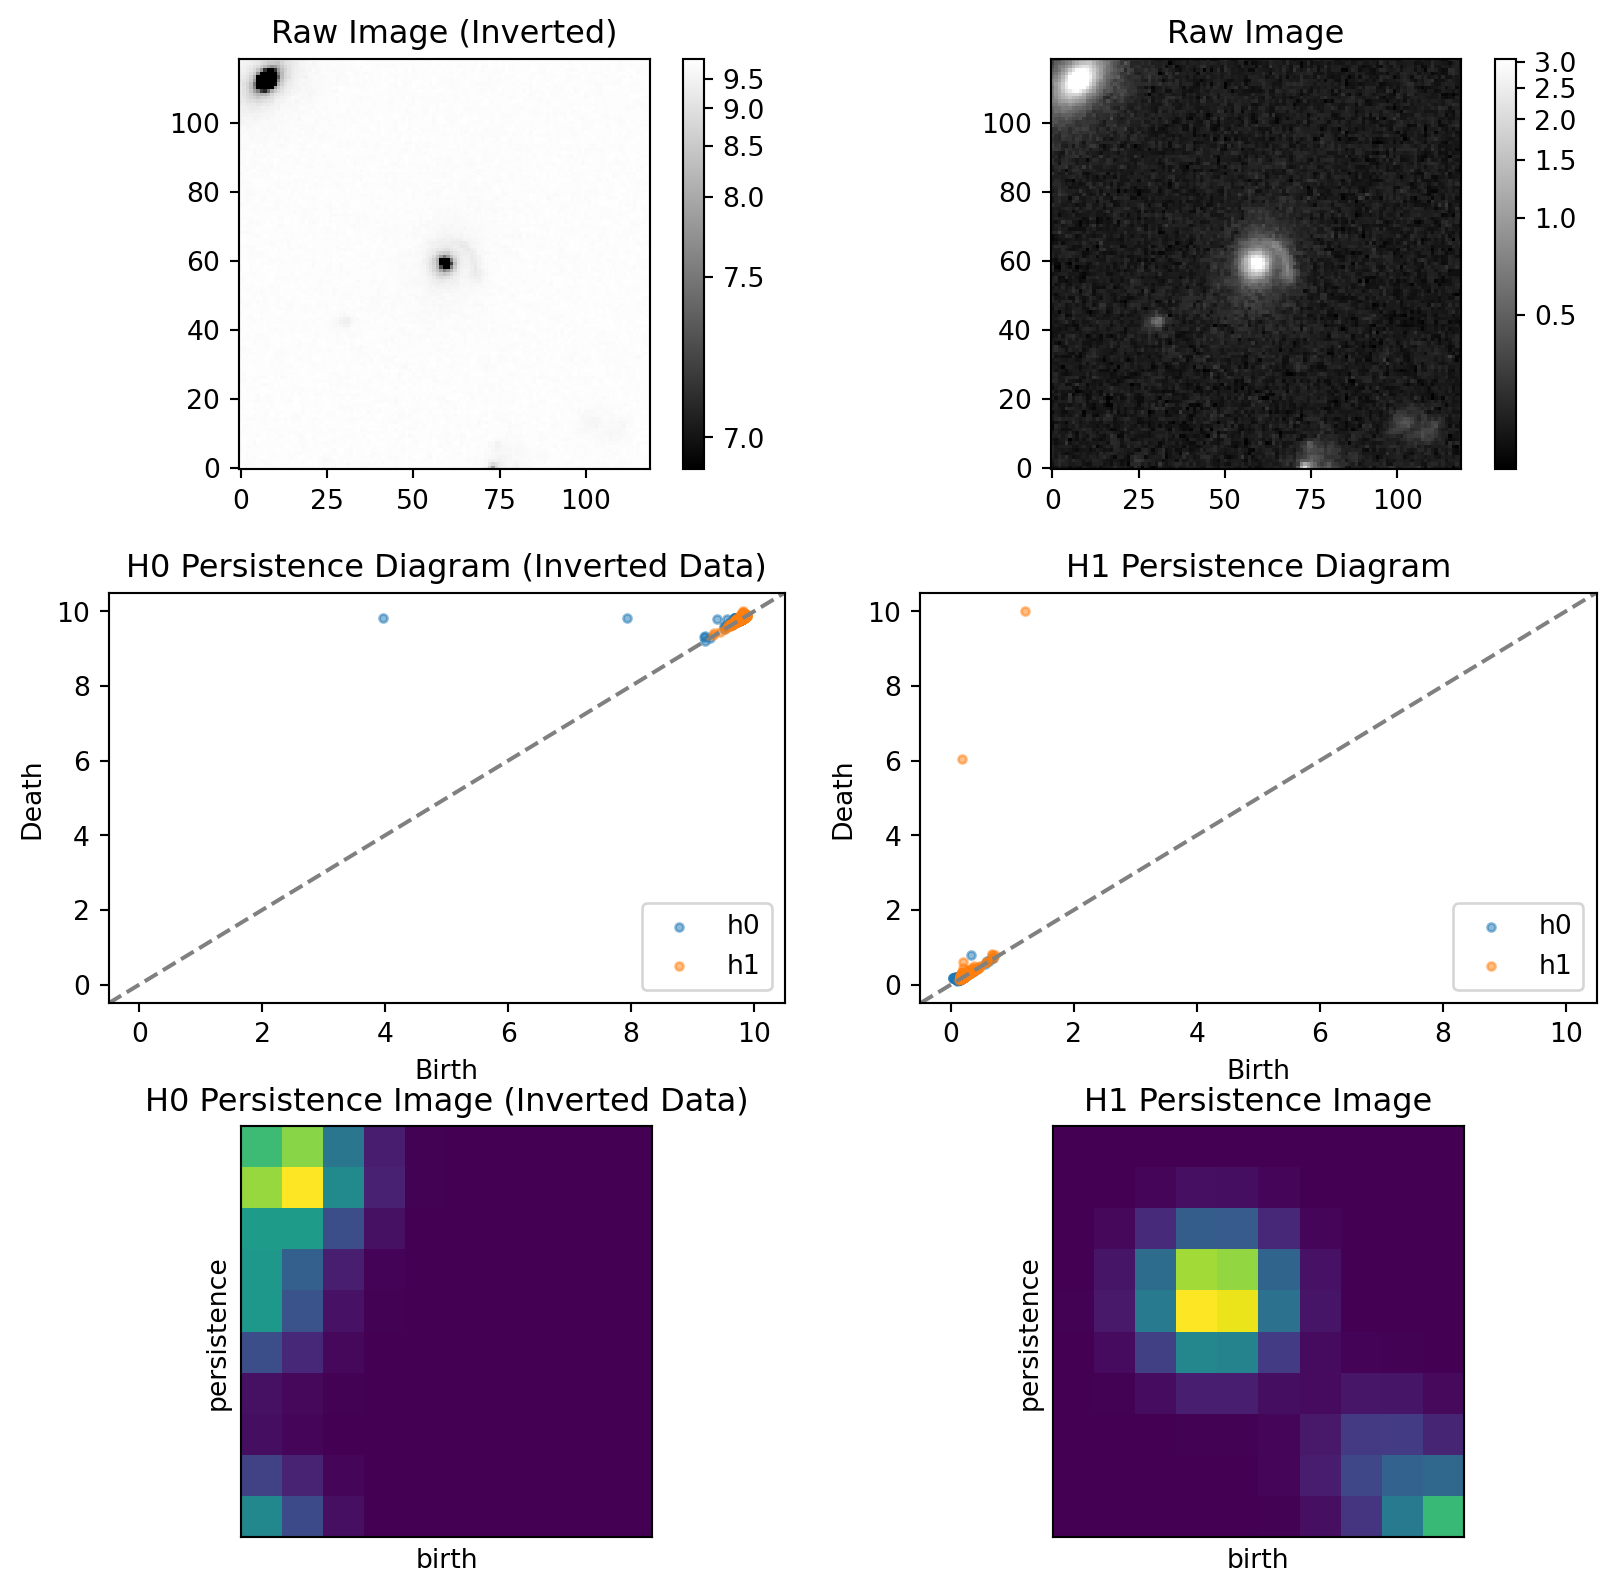 Raw Image (Inverted)
100
80
60
40
20
0
0 25 50 75 100
9.5
9.0
8.5
8.0
7.5
7.0
Raw Image
100
80
60
40
20
0
0 25 50 75 100
3.0
2.5
2.0
1.5
1.0
0.5
H0 Persistence Diagram (Inverted Data)
Death
10
8
6
4
2
0
h0
h1
0 2 4 6 8 10
Birth
H1 Persistence Diagram
Death
10
8
6
4
2
0
h0
h1
0 2 4 6 8 10
Birth
H0 Persistence Image (Inverted Data)
persistence
birth
H1 Persistence Image
persistence
birth